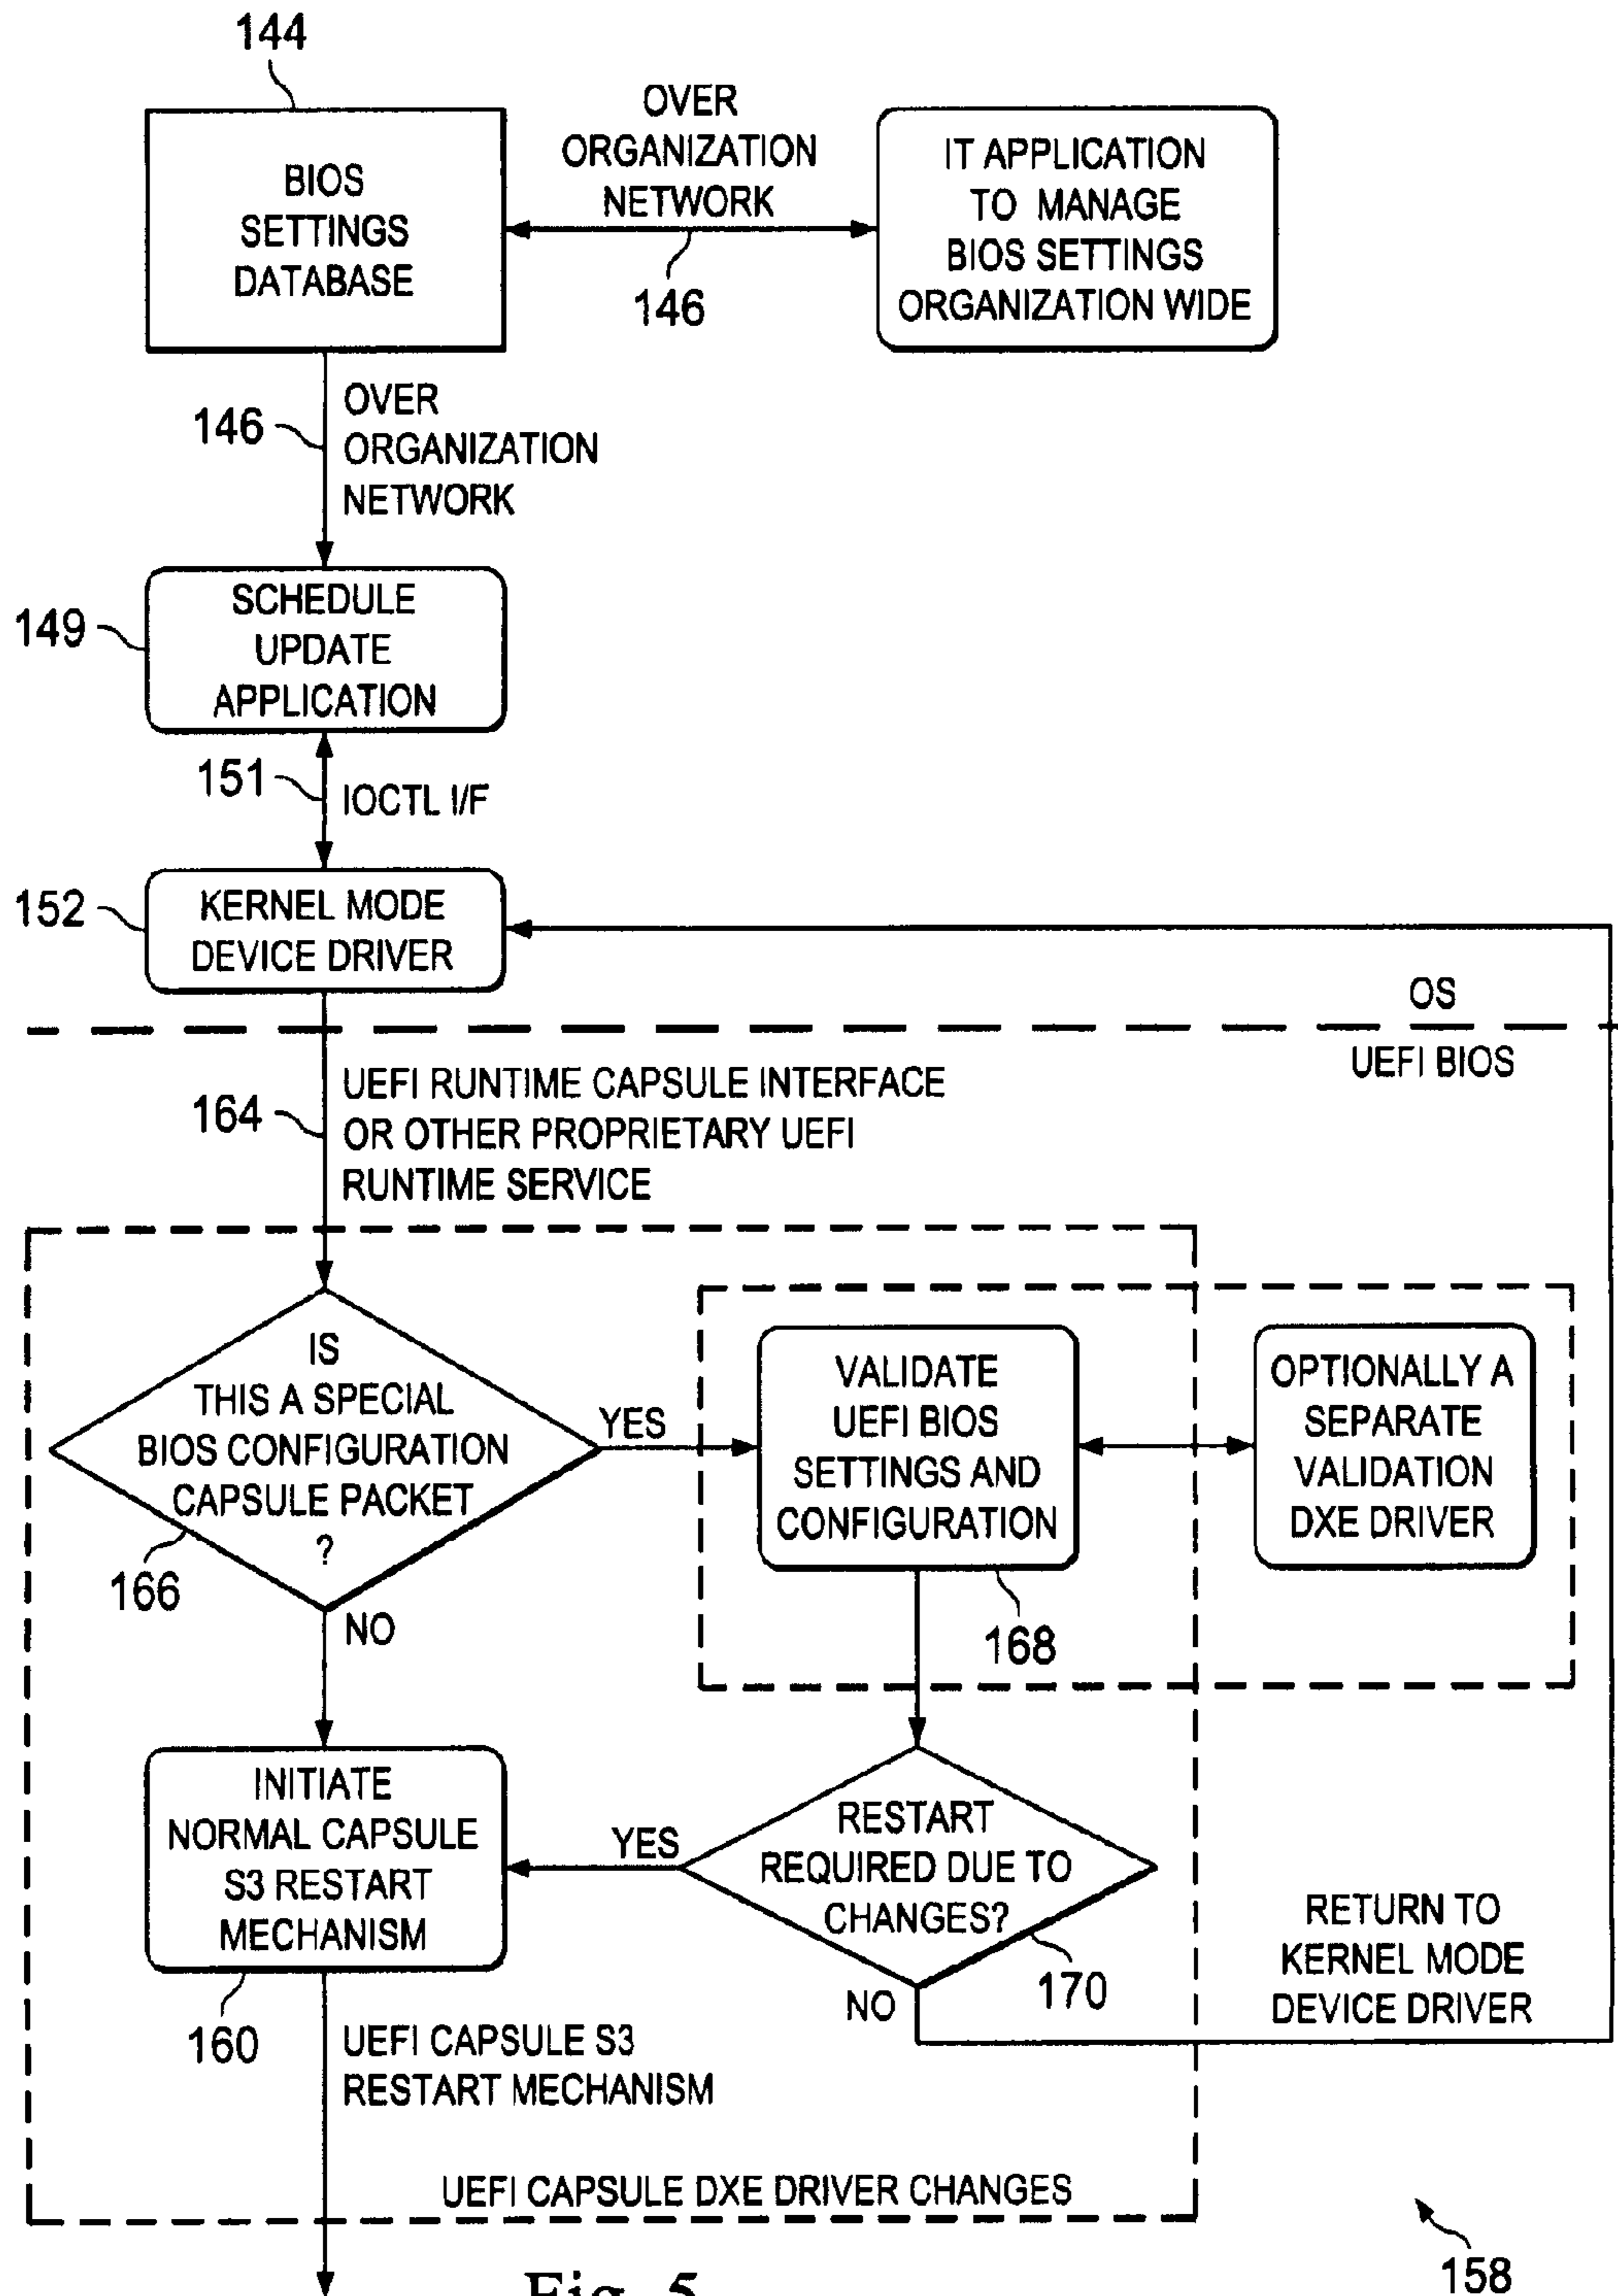 144
BIOS
SETTINGS
DATABASE
OVER
ORGANIZATION
NETWORK
146
IT APPLICATION
TO MANAGE
BIOS SETTINGS
ORGANIZATION WIDE
146
OVER
ORGANIZATION
NETWORK
149
SCHEDULE
UPDATE
APPLICATION
151
IOCTL I/F
152
KERNEL MODE
DEVICE DRIVER
OS
UEFI BIOS
164
UEFI RUNTIME CAPSULE INTERFACE
OR OTHER PROPRIETARY UEFI
RUNTIME SERVICE
IS
THIS A SPECIAL
BIOS CONFIGURATION
CAPSULE PACKET
?
166
YES
NO
VALIDATE
UEFI BIOS
SETTINGS AND
CONFIGURATION
168
OPTIONALLY A
SEPARATE
VALIDATION
DXE DRIVER
INITIATE
NORMAL CAPSULE
S3 RESTART
MECHANISM
160
YES
RESTART
REQUIRED DUE TO
CHANGES?
170
NO
RETURN TO
KERNEL MODE
DEVICE DRIVER
UEFI CAPSULE S3
RESTART MECHANISM
UEFI CAPSULE DXE DRIVER CHANGES
158
Fig. 5